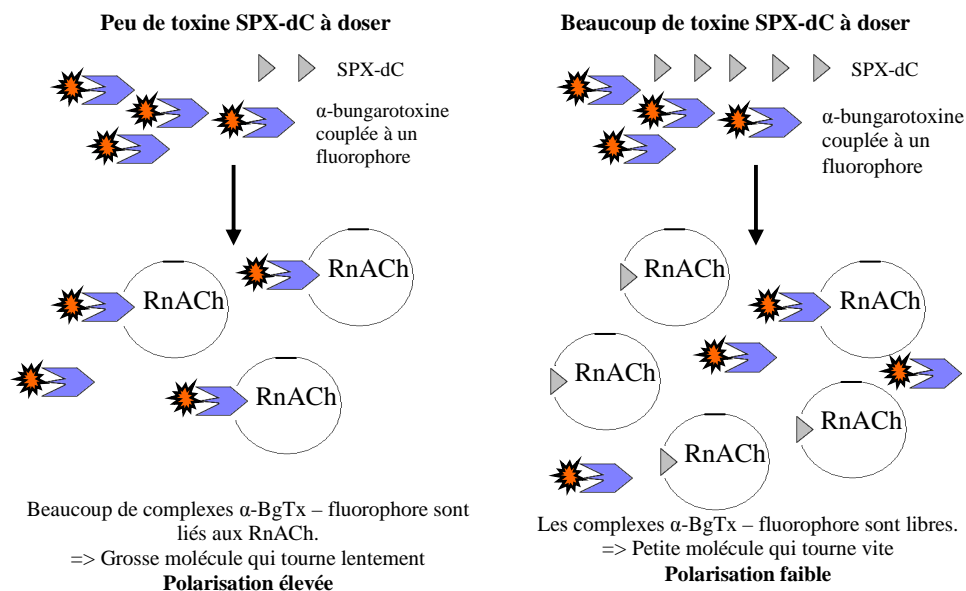 Peu de toxine SPX-dC à doser
SPX-dC
α-bungarotoxine
couplée à un
fluorophore
RnACh
RnACh
RnACh
Beaucoup de complexes α-BgTx – fluorophore sont
liés aux RnACh.
=> Grosse molécule qui tourne lentement
Polarisation élevée
Beaucoup de toxine SPX-dC à doser
SPX-dC
α-bungarotoxine
couplée à un
fluorophore
RnACh
RnACh
RnACh
RnACh
RnACh
Les complexes α-BgTx – fluorophore sont libres.
=> Petite molécule qui tourne vite
Polarisation faible